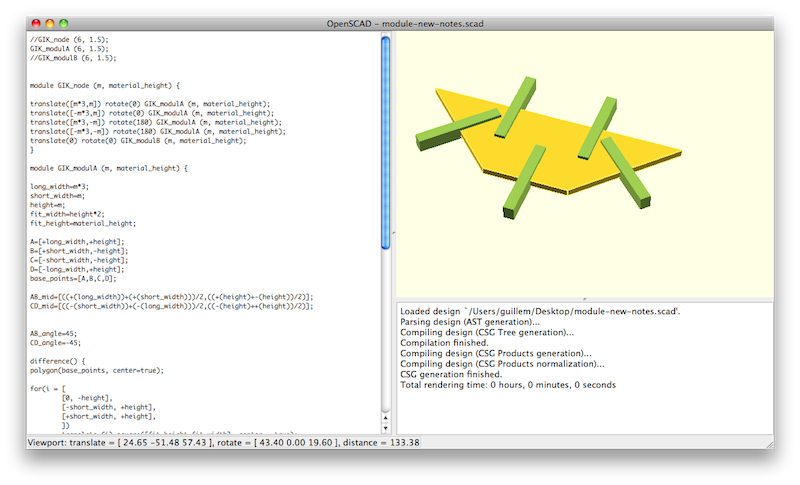 OpenSCAD – module-new-notes.scad
//GIK_node (6, 1.5);
GIK_modulA (6, 1.5);
//GIK_modulB (6, 1.5);
module GIK_node (m, material_height) {
translate([m*3,m]) rotate(0) GIK_modulA (m, material_height);
translate([-m*3,m]) rotate(0) GIK_modulA (m, material_height);
translate([m*3,-m]) rotate(180) GIK_modulA (m, material_height);
translate([-m*3,-m]) rotate(180) GIK_modulA (m, material_height);
translate(0) rotate(0) GIK_modulB (m, material_height);
}
module GIK_modulA (m, material_height) {
long_width=m*3;
short_width=m;
height=m;
fit_width=height*2;
fit_height=material_height;
A=[+long_width,+height];
B=[+short_width,-height];
C=[-short_width,-height];
D=[-long_width,+height];
base_points=[A,B,C,D];
AB_mid=[((+(long_width))+(+(short_width)))/2,((+(height)+-(height))/2)];
CD_mid=[((-(short_width))+(-(long_width)))/2,((-(height)++(height))/2)];
AB_angle=45;
CD_angle=-45;
difference() {
polygon(base_points, center=true);
for(i = [
[0, -height],
[-short_width, +height],
[+short_width, +height],
])
Loaded design `/Users/guillem/Desktop/module-new-notes.scad'.
Parsing design (AST generation)...
Compiling design (CSG Tree generation)...
Compilation finished.
Compiling design (CSG Products generation)...
Compiling design (CSG Products normalization)...
CSG generation finished.
Total rendering time: 0 hours, 0 minutes, 0 seconds
Viewport: translate = [ 24.65 -51.48 57.43 ], rotate = [ 43.40 0.00 19.60 ], distance = 133.38